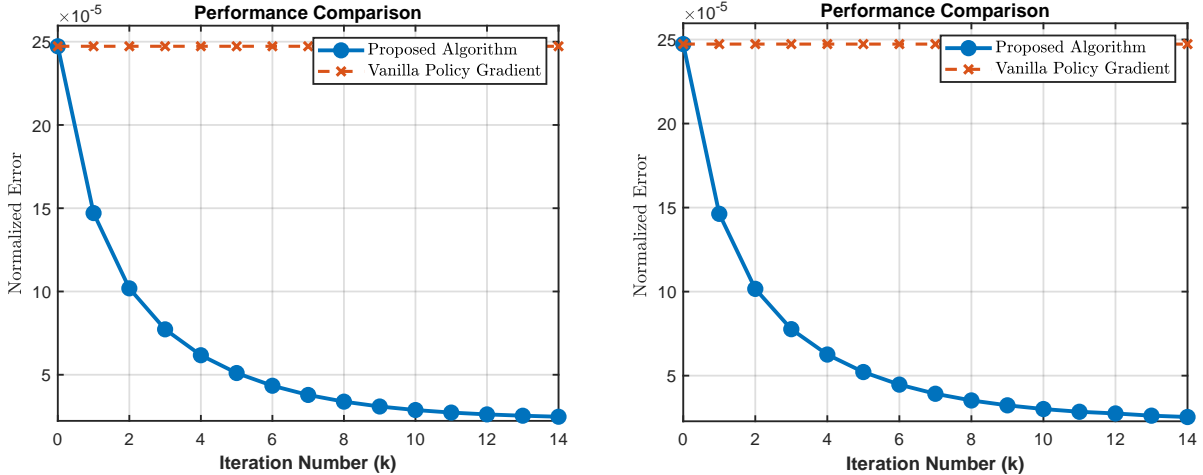 Performance Comparison
×10-5
25
20
15
10
5
0 2 4 6 8 10 12 14
Normalized Error
Iteration Number (k)
Proposed Algorithm
Vanilla Policy Gradient
Performance Comparison
×10-5
25
20
15
10
5
0 2 4 6 8 10 12 14
Normalized Error
Iteration Number (k)
Proposed Algorithm
Vanilla Policy Gradient